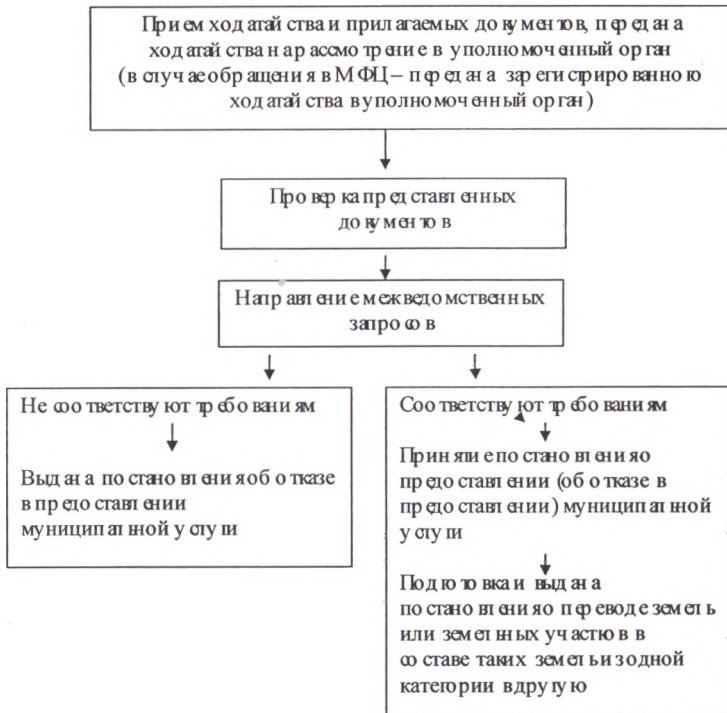 Прием ходатайства и прилагаемых документов, передача
ходатайства на рассмотрение в уполномоченный орган
(в случае обращения в МФЦ – передача зарегистрированного
ходатайства в уполномоченный орган)
Проверка представленных
документов
Направление межведомственных
запросов
Не соответствуют требованиям
Выдача постановления об отказе
в предоставлении
муниципальной услуги
Соответствуют требованиям
Принятие постановления о
предоставлении (об отказе в
предоставлении) муниципальной
услуги
Подготовка и выдача
постановления о переводе земель
или земельных участков в
составе таких земель из одной
категории в другую